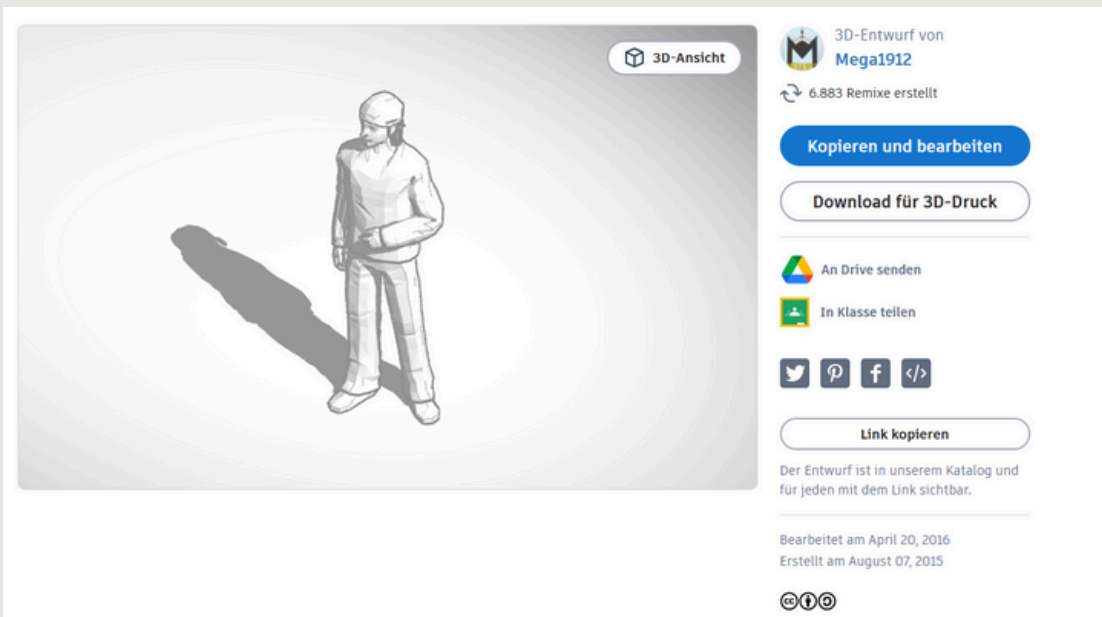 3D-Ansicht
3D-Entwurf von
Mega1912
6.883 Remixe erstellt
Kopieren und bearbeiten
Download für 3D-Druck
An Drive senden
In Klasse teilen
Link kopieren
Der Entwurf ist in unserem Katalog und
für jeden mit dem Link sichtbar.
Bearbeitet am April 20, 2016
Erstellt am August 07, 2015